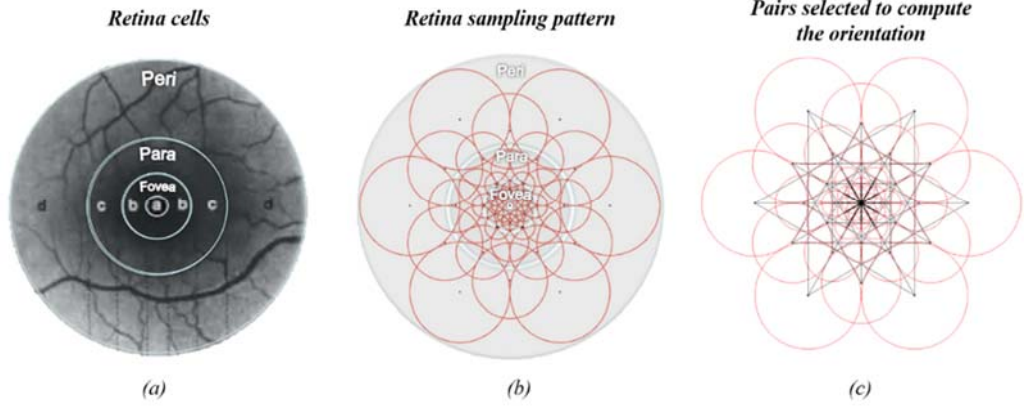 Retina cells
Retina sampling pattern
Pairs selected to compute
the orientation
Peri
Para
Fovea
d c b a b c d
Peri
Para
Fovea
(a)
(b)
(c)